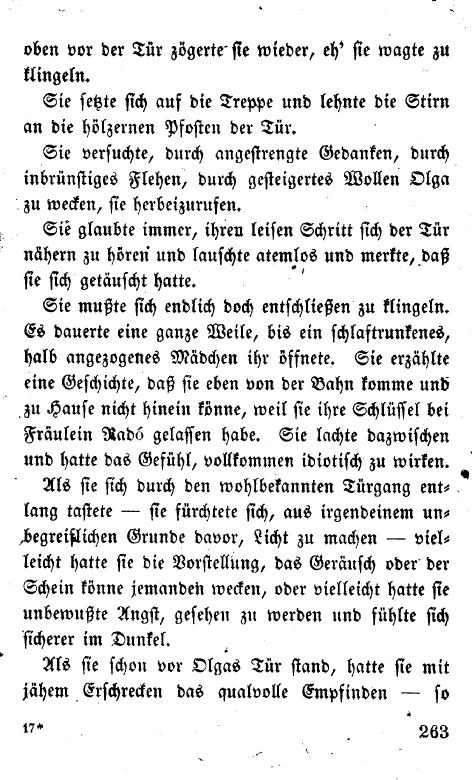 oben vor der Tür zögerte sie wieder, eh' sie wagte zu
klingeln.
Sie setzte sich auf die Treppe und lehnte die Stirn
an die hölzernen Pfosten der Tür.
Sie versuchte, durch angestrengte Gedanken, durch
inbrünstiges Flehen, durch gesteigertes Wollen Olga
zu wecken, sie herbeizurufen.
Sie glaubte immer, ihren leisen Schritt sich der Tür
nähern zu hören und lauschte atemlos und merkte, daß
sie sich getäuscht hatte.
Sie mußte sich endlich doch entschließen zu klingeln.
Es dauerte eine ganze Weile, bis ein schlaftrunkenes,
halb angezogenes Mädchen ihr öffnete. Sie erzählte
eine Geschichte, daß sie eben von der Bahn komme und
zu Hause nicht hinein könne, weil sie ihre Schlüssel bei
Fräulein Radó gelassen habe. Sie lachte dazwischen
und hatte das Gefühl, vollkommen idiotisch zu wirken.
Als sie sich durch den wohlbekannten Türgang ent-
lang tastete — sie fürchtete sich, aus irgendeinem un-
begreiflichen Grunde davor, Licht zu machen — viel-
leicht hatte sie die Vorstellung, das Geräusch oder der
Schein könne jemanden wecken, oder vielleicht hatte sie
unbewußte Angst, gesehen zu werden und fühlte sich
sicherer im Dunkel.
Als sie schon vor Olgas Tür stand, hatte sie mit
jähem Erschrecken das qualvolle Empfinden — so
17*
263